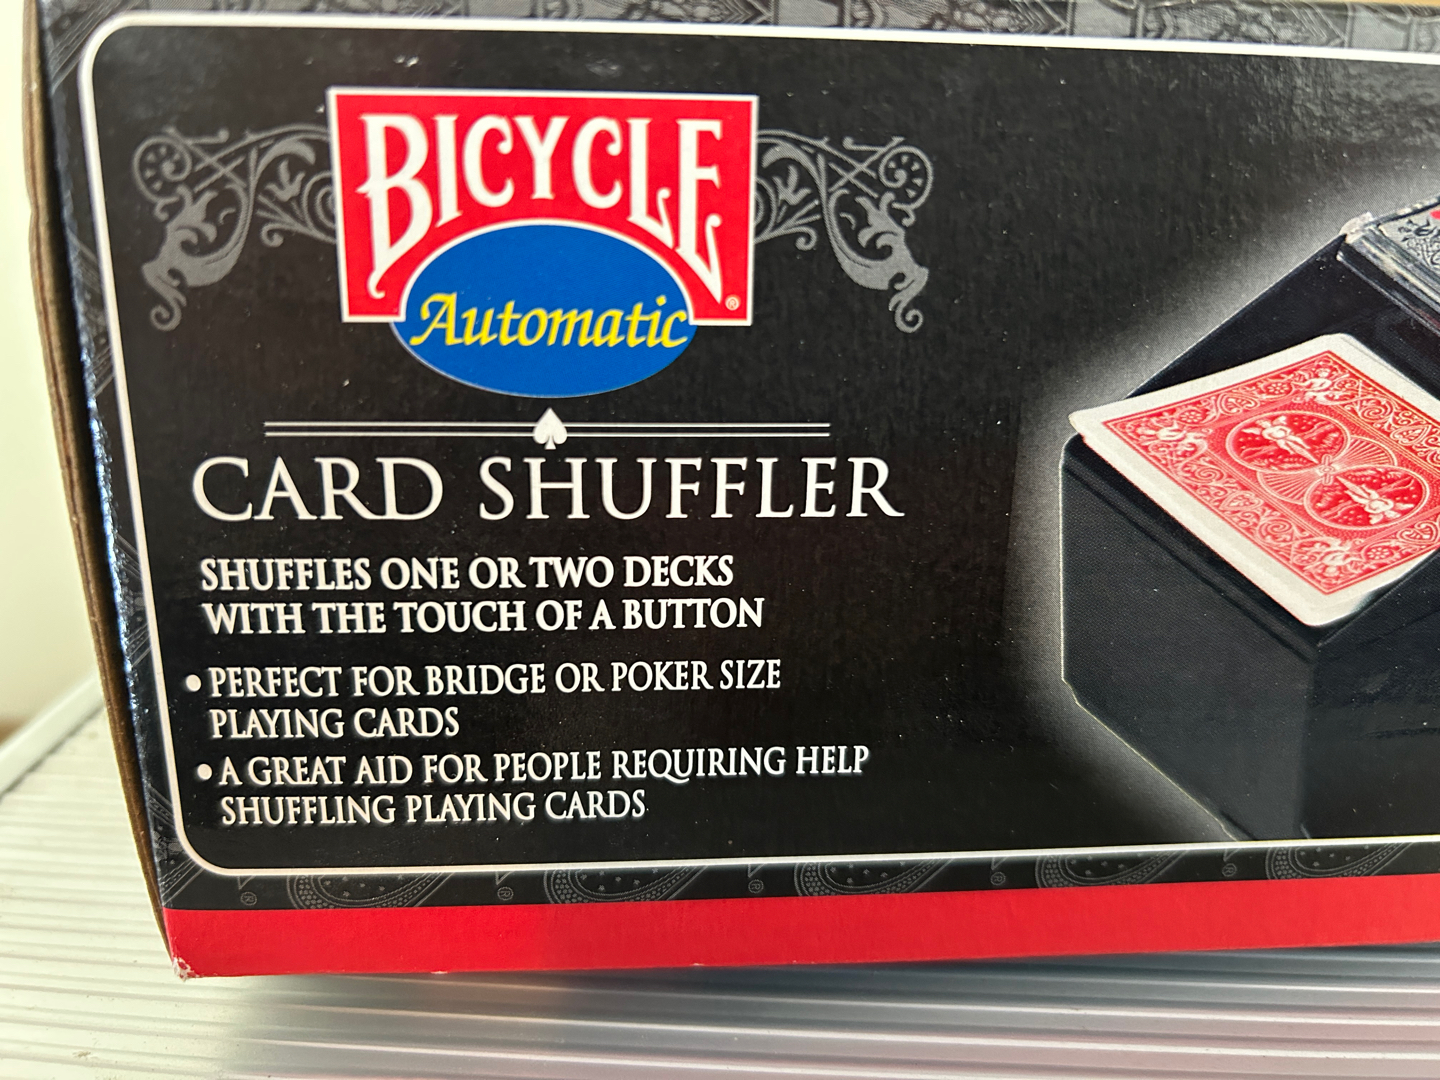 BICYCLE
®
Automatic
CARD SHUFFLER
SHUFFLES ONE OR TWO DECKS
WITH THE TOUCH OF A BUTTON
• PERFECT FOR BRIDGE OR POKER SIZE
PLAYING CARDS
• A GREAT AID FOR PEOPLE REQUIRING HELP
SHUFFLING PLAYING CARDS